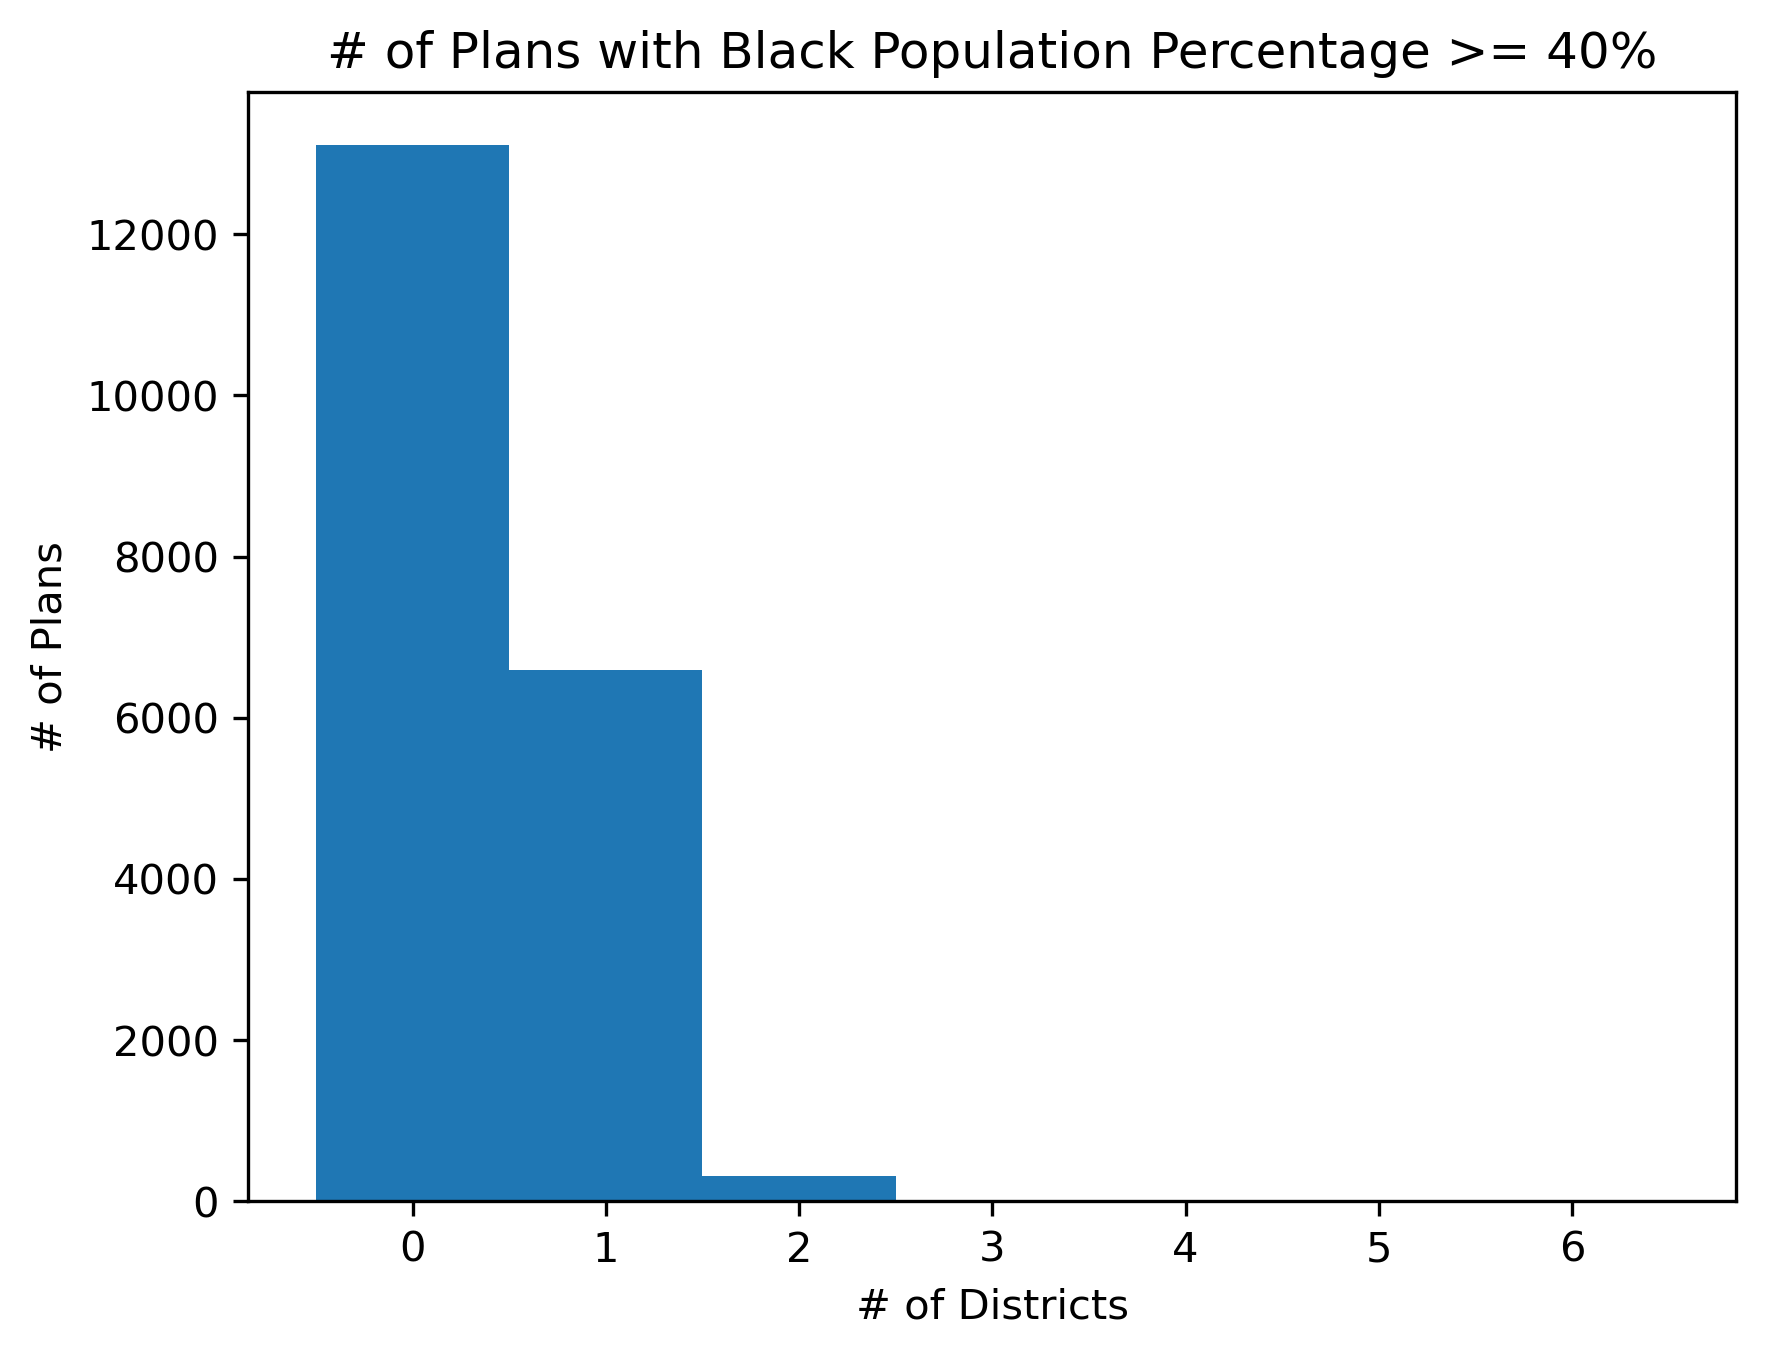 # of Plans with Black Population Percentage >= 40%
12000
10000
8000
6000
4000
2000
0
# of Plans
0 1 2 3 4 5 6
# of Districts